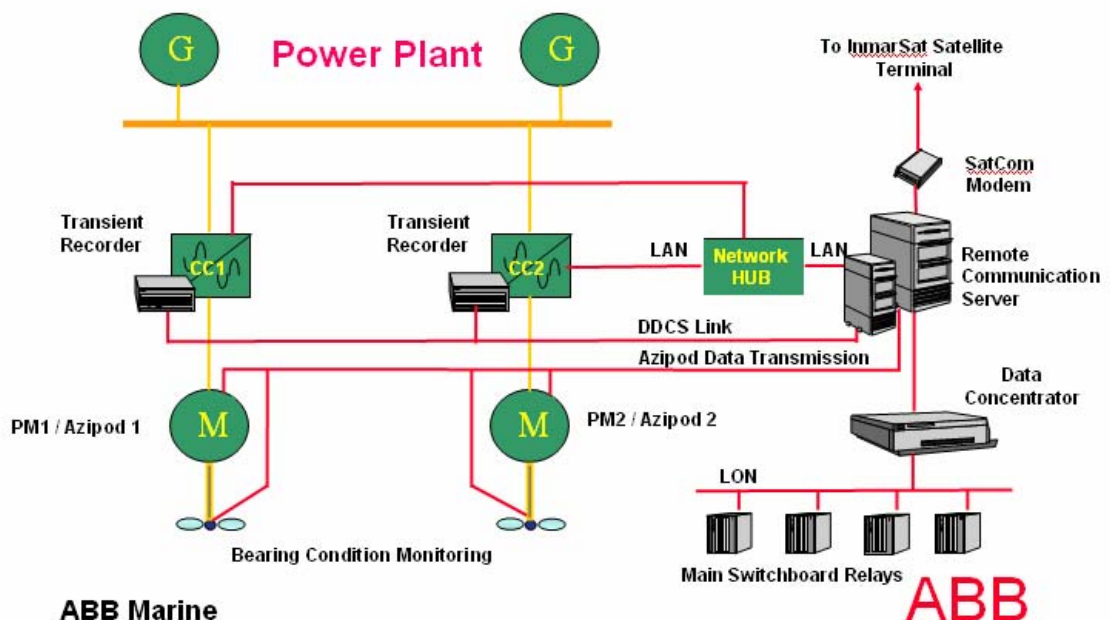 G
Power Plant
G
To InmarSat Satellite
Terminal
SatCom
Modem
Transient
Recorder
CC1
Transient
Recorder
CC2
LAN
Network
HUB
LAN
Remote
Communication
Server
DDCS Link
Azipod Data Transmission
Data
Concentrator
PM1 / Azipod 1
M
M
PM2 / Azipod 2
LON
Bearing Condition Monitoring
Main Switchboard Relays
ABB Marine
ABB